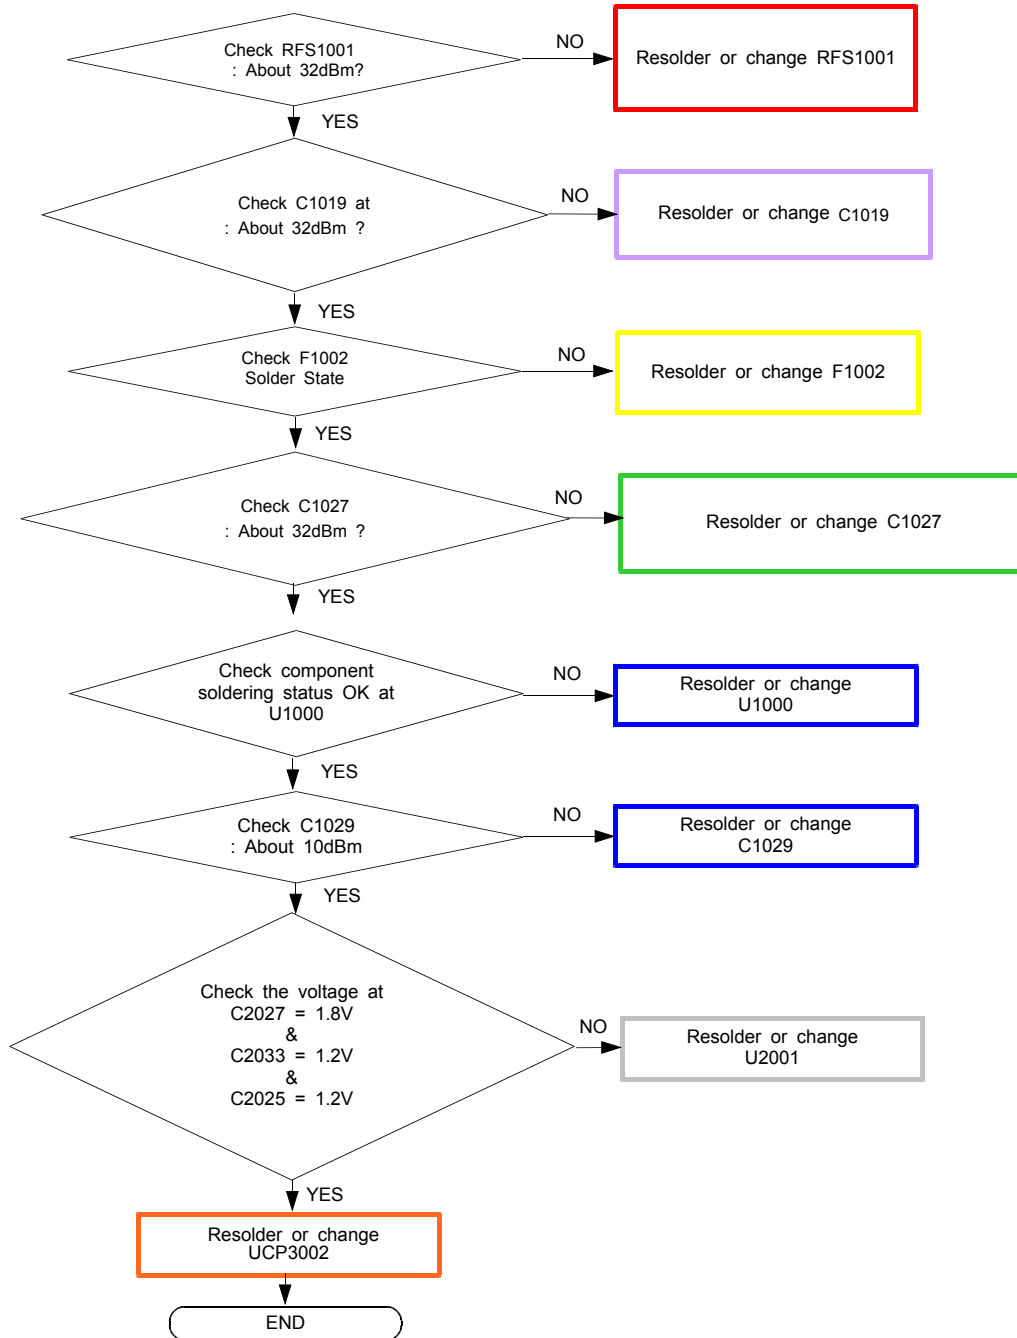 Check RFS1001
: About 32dBm?
NO
Resolder or change RFS1001
YES
Check C1019 at
: About 32dBm ?
NO
Resolder or change C1019
YES
Check F1002
Solder State
NO
Resolder or change F1002
YES
Check C1027
: About 32dBm ?
NO
Resolder or change C1027
YES
Check component
soldering status OK at
U1000
NO
Resolder or change
U1000
YES
Check C1029
: About 10dBm
NO
Resolder or change
C1029
YES
Check the voltage at
C2027 = 1.8V
&
C2033 = 1.2V
&
C2025 = 1.2V
NO
Resolder or change
U2001
YES
Resolder or change
UCP3002
END